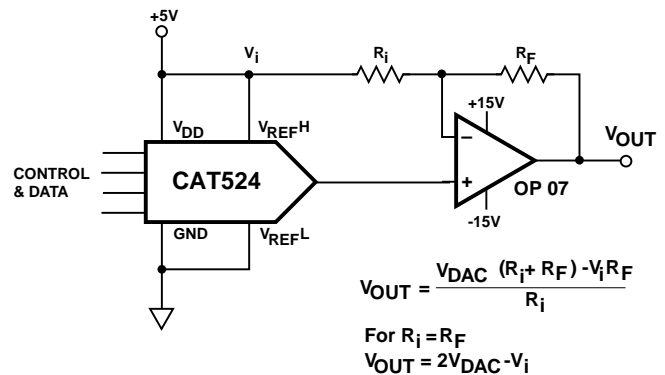 +5V
Vi
Ri
RF
+15V
VDD
VREFH
VOUT
CONTROL
& DATA
CAT524
−
+
OP 07
-15V
GND
VREFL
VOUT = VDAC (Ri+ RF) -ViRF
Ri
For Ri =RF
VOUT = 2VDAC -Vi